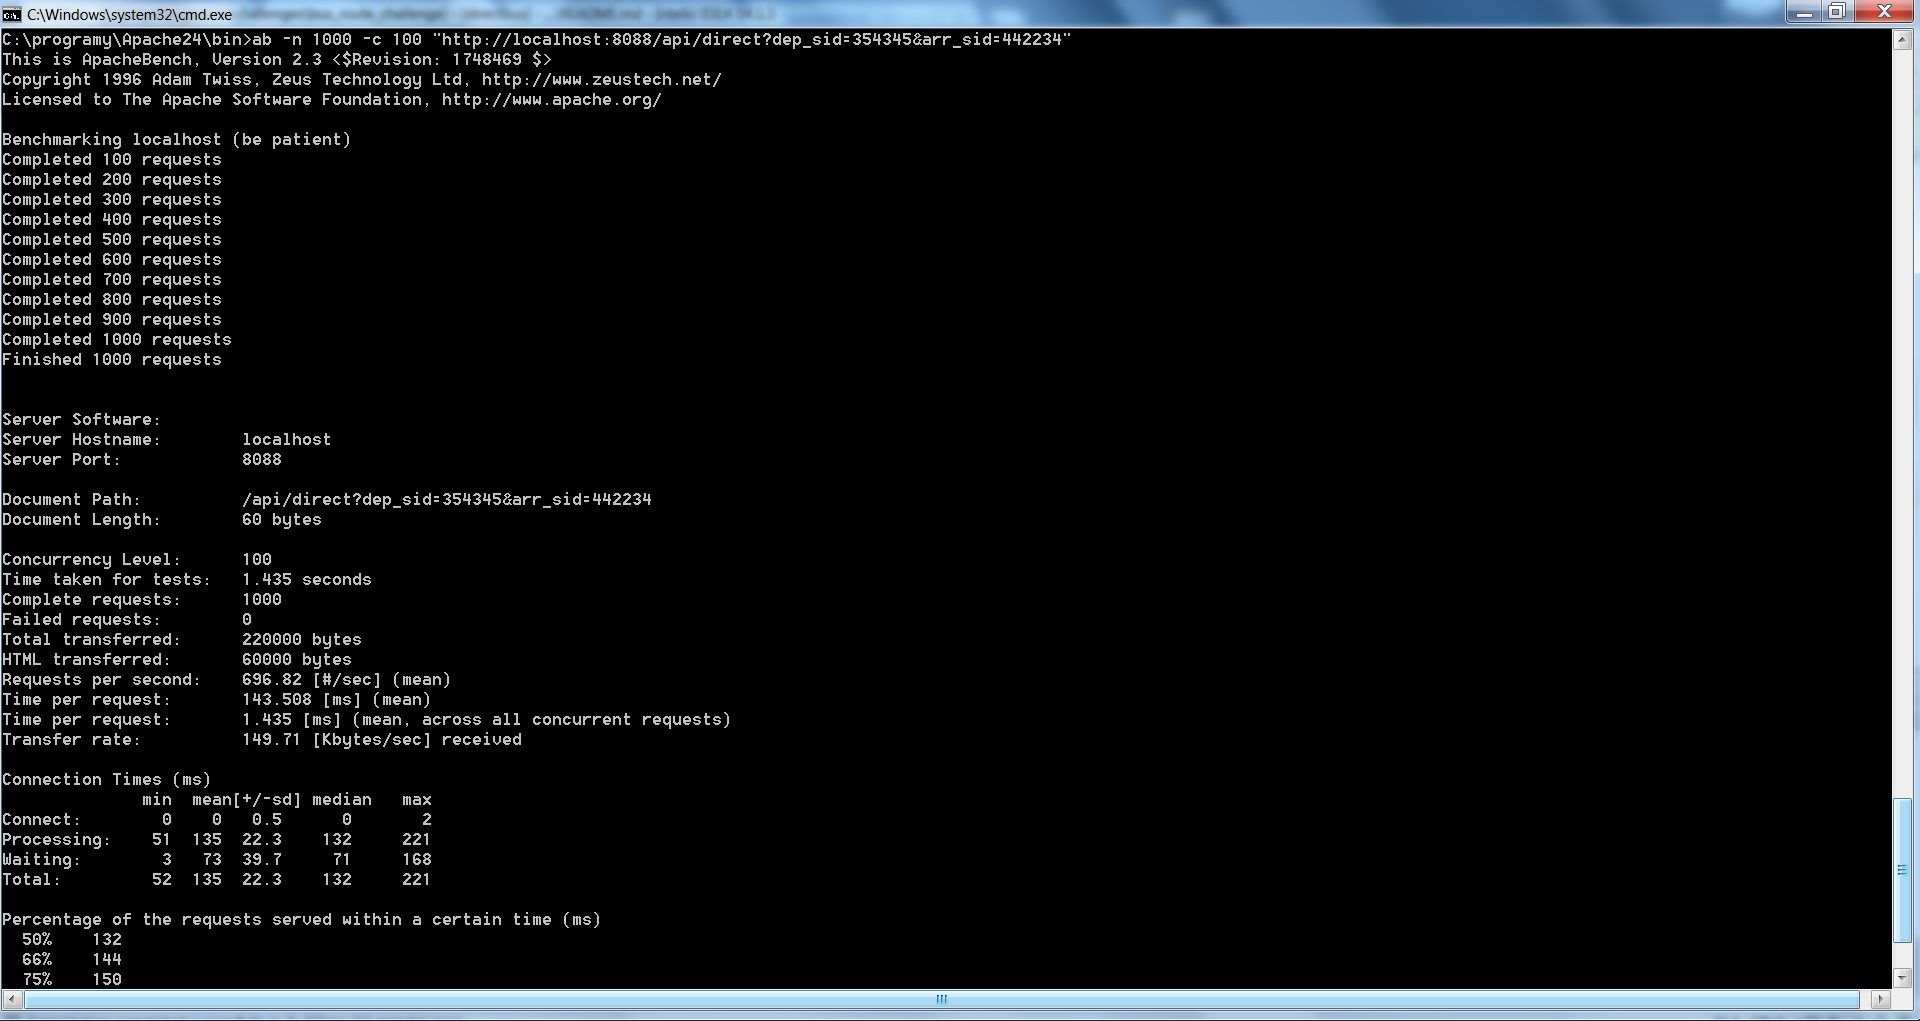 C:\Windows\system32\cmd.exe
C:\programy\Apache24\bin>ab -n 1000 -c 100 "http://localhost:8088/api/direct?dep_sid=354345&arr_sid=442234"
This is ApacheBench, Version 2.3 <$Revision: 1748469 $>
Copyright 1996 Adam Twiss, Zeus Technology Ltd, http://www.zeustech.net/
Licensed to The Apache Software Foundation, http://www.apache.org/
Benchmarking localhost (be patient)
Completed 100 requests
Completed 200 requests
Completed 300 requests
Completed 400 requests
Completed 500 requests
Completed 600 requests
Completed 700 requests
Completed 800 requests
Completed 900 requests
Completed 1000 requests
Finished 1000 requests
Server Software:
Server Hostname:        localhost
Server Port:            8088
Document Path:          /api/direct?dep_sid=354345&arr_sid=442234
Document Length:        60 bytes
Concurrency Level:      100
Time taken for tests:   1.435 seconds
Complete requests:      1000
Failed requests:        0
Total transferred:      220000 bytes
HTML transferred:       60000 bytes
Requests per second:    696.82 [#/sec] (mean)
Time per request:       143.508 [ms] (mean)
Time per request:       1.435 [ms] (mean, across all concurrent requests)
Transfer rate:          149.71 [Kbytes/sec] received
Connection Times (ms)
              min  mean[+/-sd] median   max
Connect:        0    0   0.5      0       2
Processing:    51  135  22.3    132     221
Waiting:        3   73  39.7     71     168
Total:         52  135  22.3    132     221
Percentage of the requests served within a certain time (ms)
  50%    132
  66%    144
  75%    150